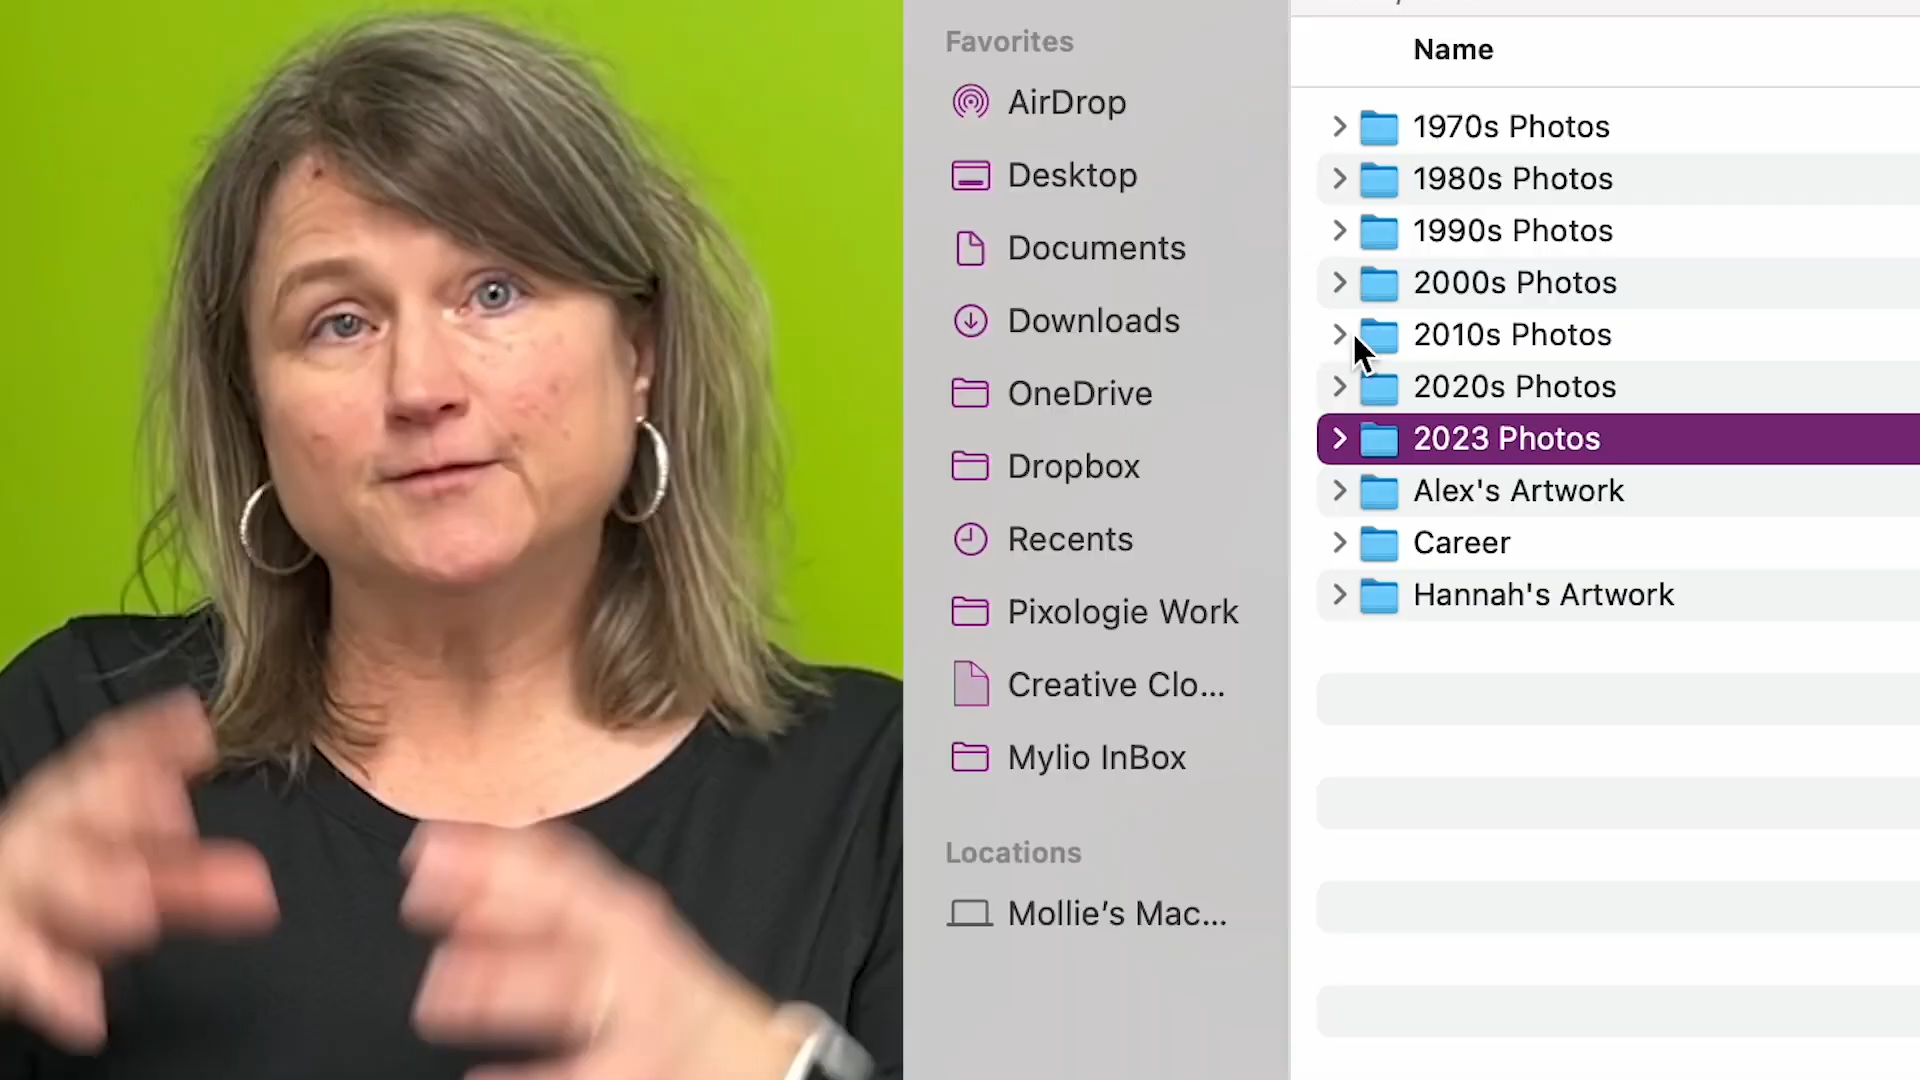 Favorites
AirDrop
Desktop
Documents
Downloads
OneDrive
Dropbox
Recents
Pixologie Work
Creative Clo...
Mylio InBox
Locations
Mollie’s Mac...
Name
1970s Photos
1980s Photos
1990s Photos
2000s Photos
2010s Photos
2020s Photos
2023 Photos
Alex's Artwork
Career
Hannah's Artwork